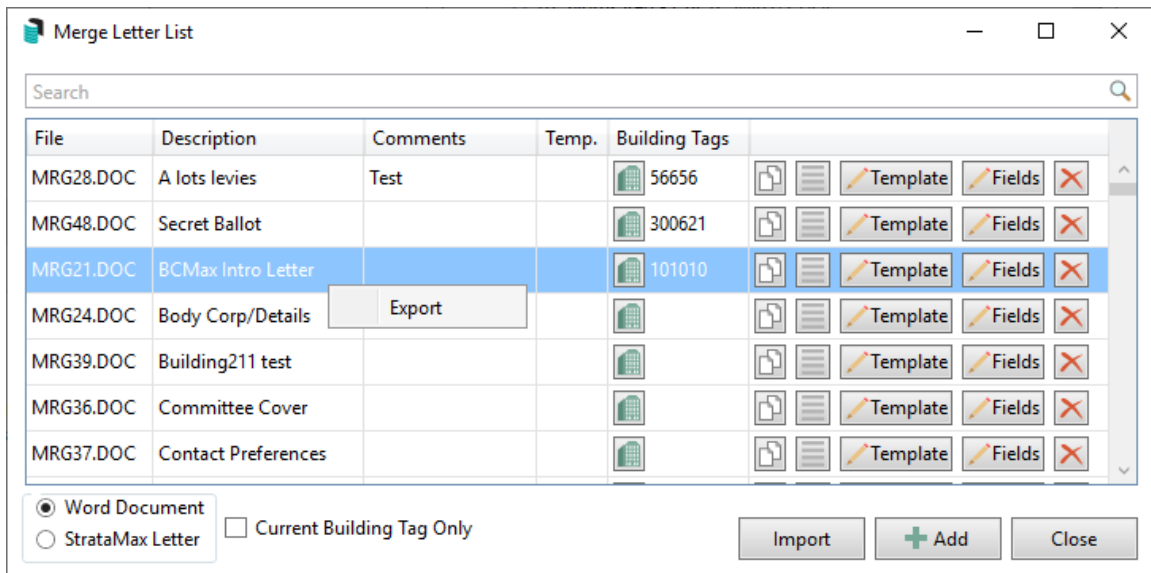 Merge Letter List
Search
File Description Comments Temp. Building Tags
MRG28.DOC A lots levies Test 56656 Template Fields
MRG48.DOC Secret Ballot 300621 Template Fields
MRG21.DOC BCMax Intro Letter 101010 Template Fields
Export
MRG24.DOC Body Corp/Details Template Fields
MRG39.DOC Building211 test Template Fields
MRG36.DOC Committee Cover Template Fields
MRG37.DOC Contact Preferences Template Fields
Word Document
StrataMax Letter
Current Building Tag Only
Import Add Close